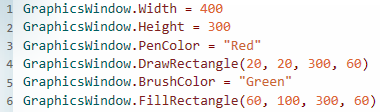 1 GraphicsWindow.Width = 400
2 GraphicsWindow.Height = 300
3 GraphicsWindow.PenColor = "Red"
4 GraphicsWindow.DrawRectangle(20, 20, 300, 60)
5 GraphicsWindow.BrushColor = "Green"
6 GraphicsWindow.FillRectangle(60, 100, 300, 60)